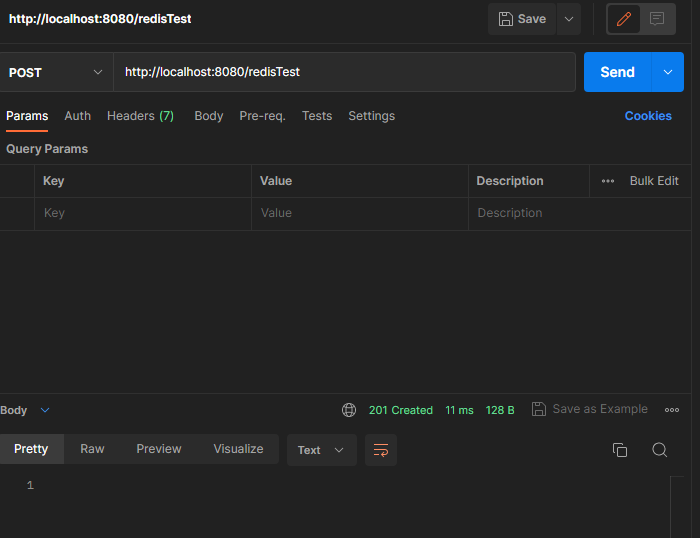 http://localhost:8080/redisTest
Save
POST
http://localhost:8080/redisTest
Send
Params Auth Headers (7) Body Pre-req. Tests Settings Cookies
Query Params
Key Value Description Bulk Edit
Key Value Description
Body 201 Created 11 ms 128 B Save as Example
Pretty Raw Preview Visualize Text
1